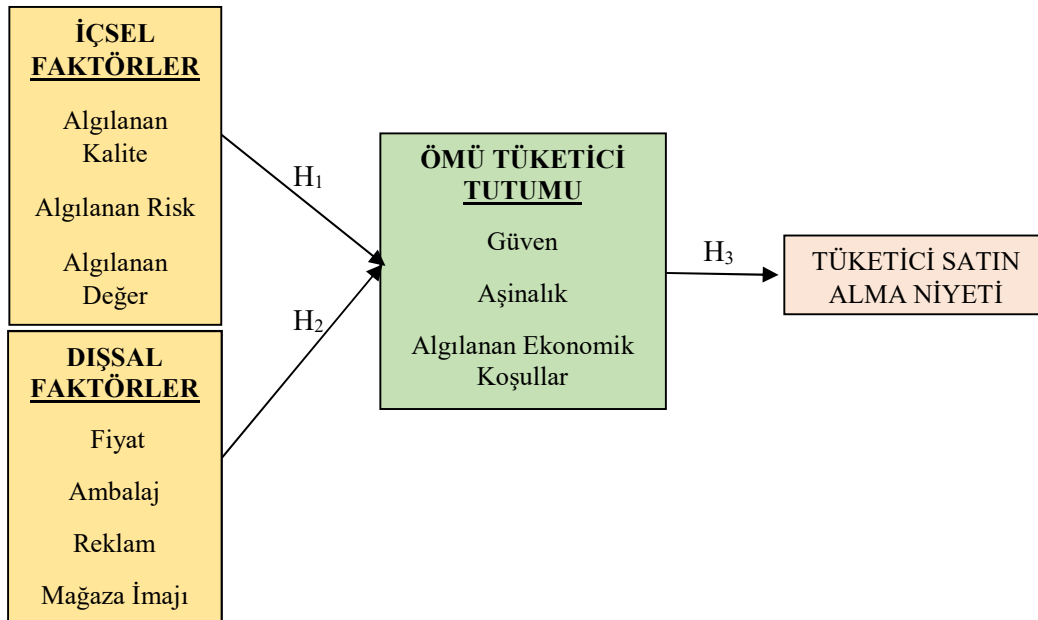 İÇSEL
FAKTÖRLER
Algılanan
Kalite
Algılanan Risk
Algılanan
Değer
DIŞSAL
FAKTÖRLER
Fiyat
Ambalaj
Reklam
Mağaza İmajı
H1
H2
ÖMÜ TÜKETİCİ
TUTUMU
Güven
Aşinalık
Algılanan Ekonomik
Koşullar
H3
TÜKETİCİ SATIN
ALMA NİYETİ